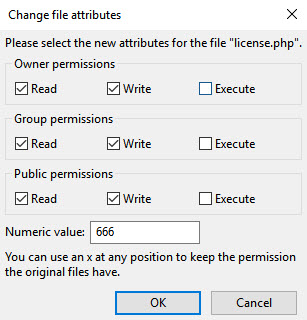 Change file attributes
Please select the new attributes for the file "license.php".
Owner permissions
Read Write Execute
Group permissions
Read Write Execute
Public permissions
Read Write Execute
Numeric value: 666
You can use an x at any position to keep the permission
the original files have.
OK Cancel